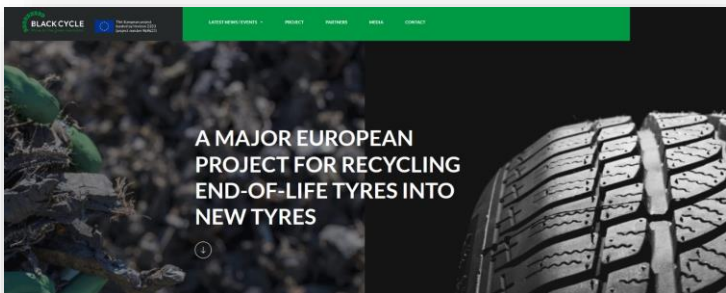 BLACK CYCLE
LATEST NEWS / EVENTS
PROJECT
PARTNERS
MEDIA
CONTACT
A MAJOR EUROPEAN
PROJECT FOR RECYCLING
END-OF-LIFE TYRES INTO
NEW TYRES